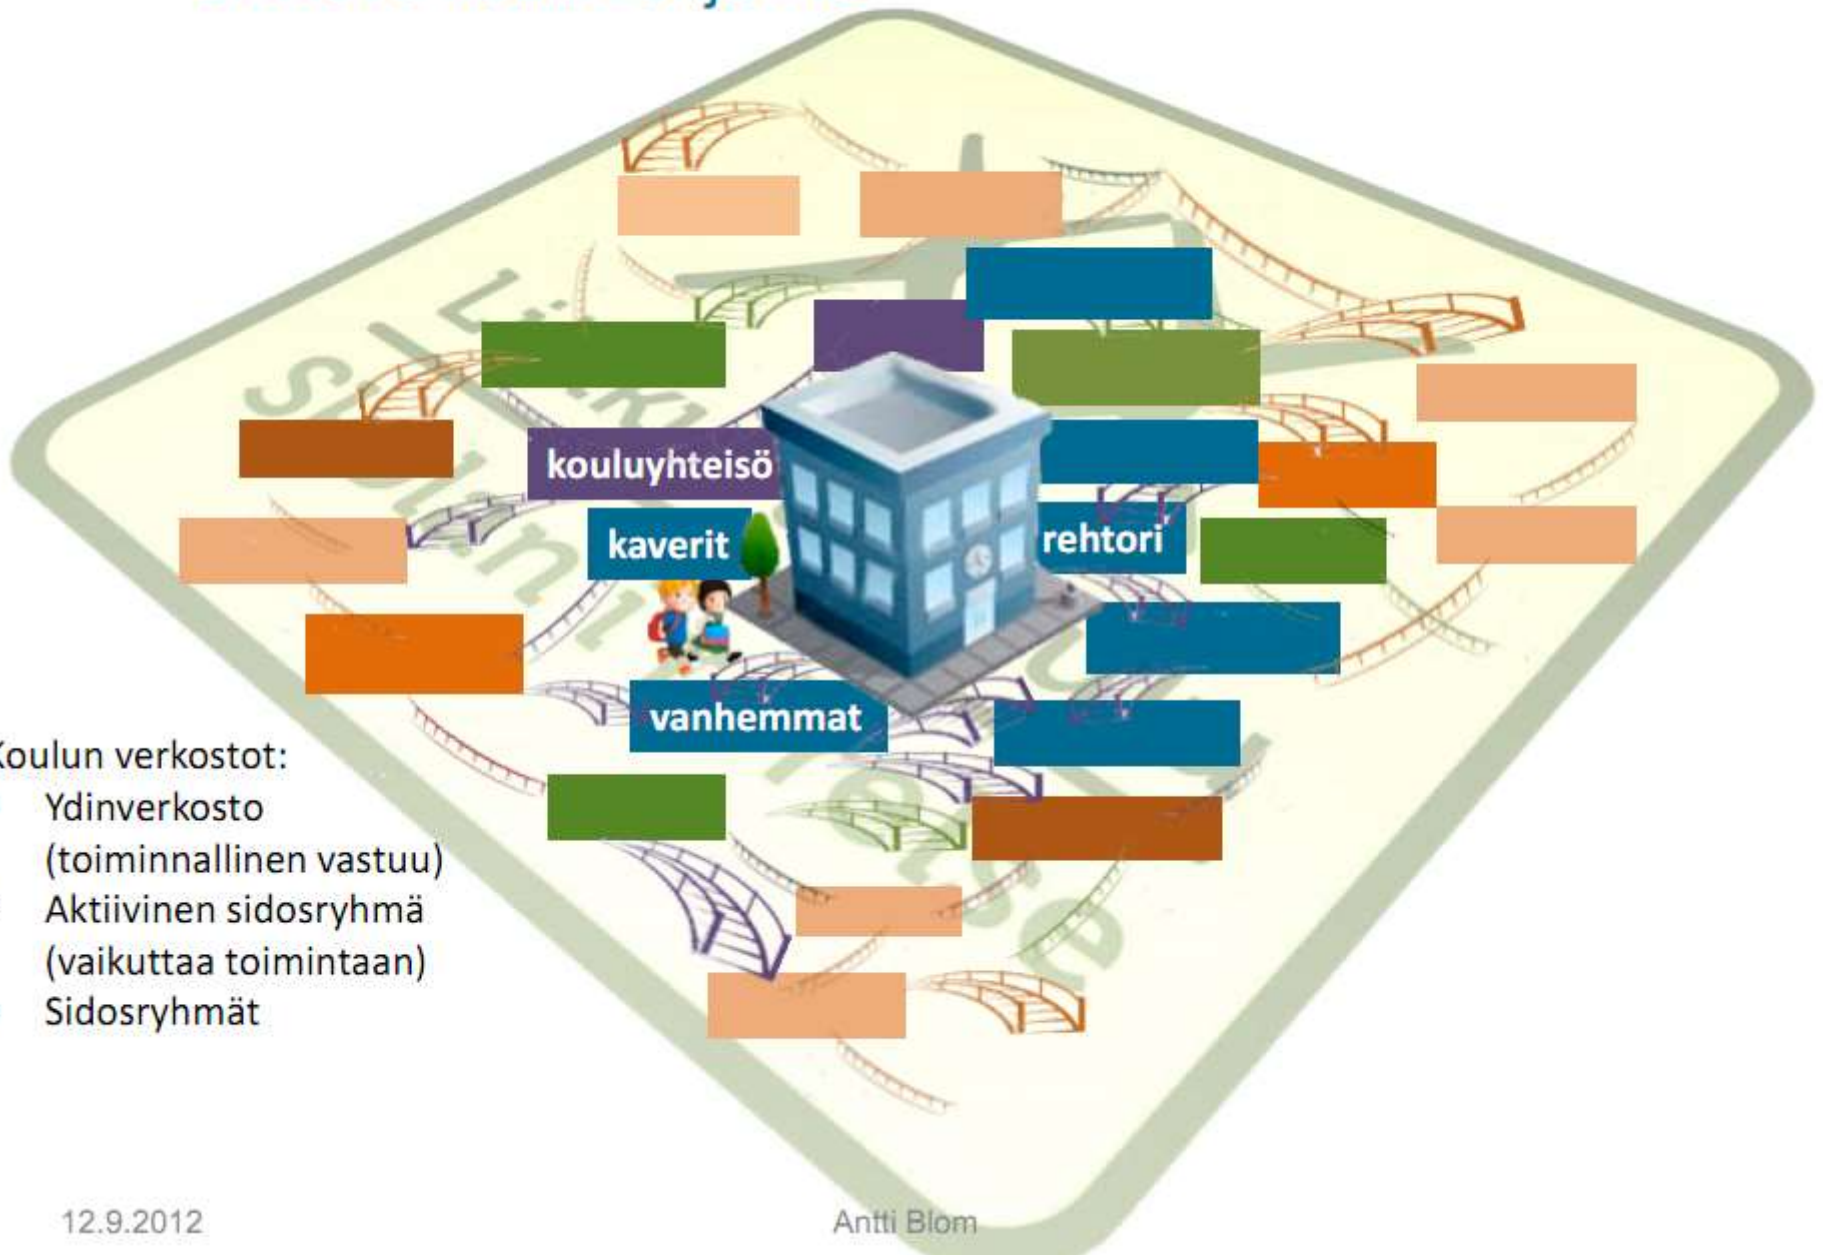 kouluyhteisö
kaverit
rehtori
vanhemmat
Koulun verkostot:
Ydinverkosto
(toiminnallinen vastuu)
Aktiivinen sidosryhmä
(vaikuttaa toimintaan)
Sidosryhmät
12.9.2012
Antti Blom